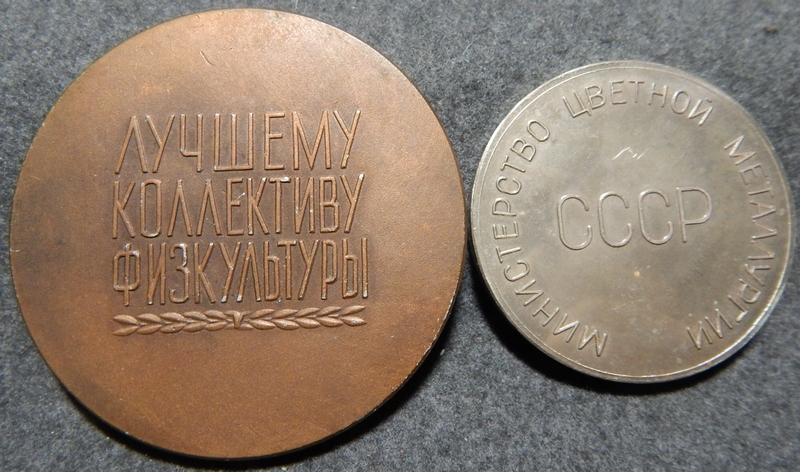 ЛУЧШЕМУ
КОЛЛЕКТИВУ
ФИЗКУЛЬТУРЫ
МИНИСТЕРСТВО ЦВЕТНОЙ МЕТАЛЛУРГИИ
СССР